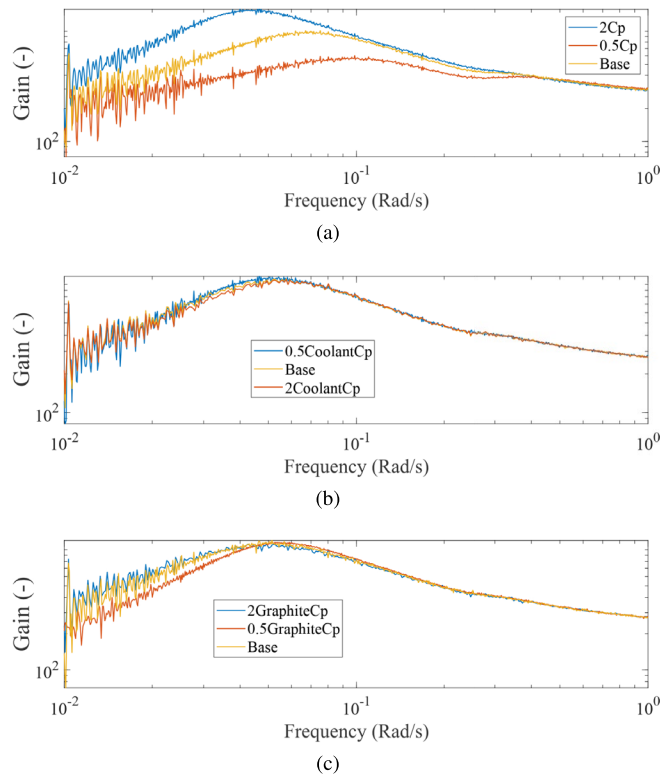 Gain (-)
2Cp
0.5Cp
Base
10^2
10^-2
10^-1
10^0
Frequency (Rad/s)
(a)
Gain (-)
0.5CoolantCp
Base
2CoolantCp
10^2
10^-2
10^-1
10^0
Frequency (Rad/s)
(b)
Gain (-)
2GraphiteCp
0.5GraphiteCp
Base
10^2
10^-2
10^-1
10^0
Frequency (Rad/s)
(c)